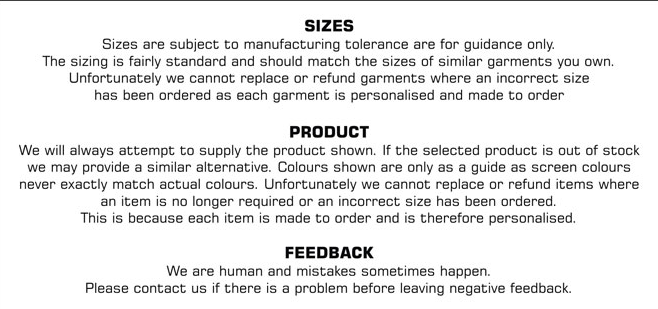 SIZES
Sizes are subject to manufacturing tolerance are for guidance only.
The sizing is fairly standard and should match the sizes of similar garments you own.
Unfortunately we cannot replace or refund garments where an incorrect size
has been ordered as each garment is personalised and made to order
PRODUCT
We will always attempt to supply the product shown. If the selected product is out of stock
we may provide a similar alternative. Colours shown are only as a guide as screen colours
never exactly match actual colours. Unfortunately we cannot replace or refund items where
an item is no longer required or an incorrect size has been ordered.
This is because each item is made to order and is therefore personalised.
FEEDBACK
We are human and mistakes sometimes happen.
Please contact us if there is a problem before leaving negative feedback.